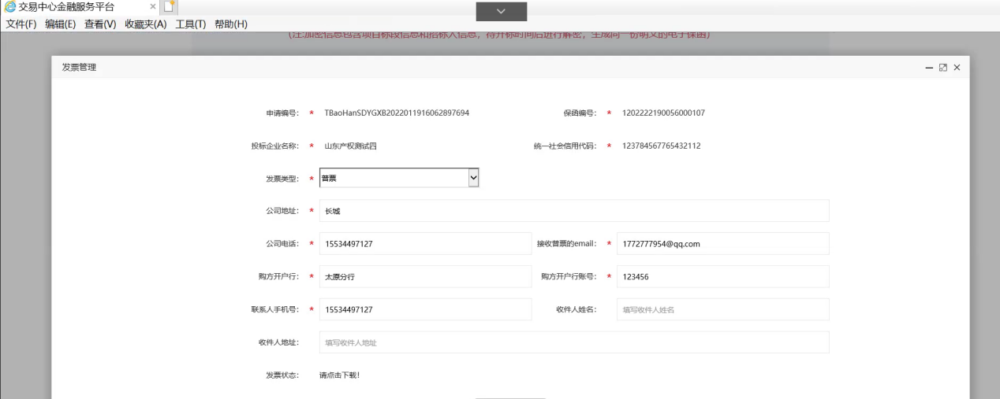 交易中心金融服务平台
文件(F) 编辑(E) 查看(V) 收藏夹(A) 工具(T) 帮助(H)
(注:加密信息包含项目标段信息和招标人信息，待开标时间后进行解密，生成同一份明文的电子保函)
发票管理
申请编号： * TBaoHanSDYGXB2022011916062897694 保函编号： * 1202222190056000107
投标企业名称： * 山东产权测试四 统一社会信用代码： * 123784567765432112
发票类型： * 普票
公司地址： * 长城
公司电话： * 15534497127 接收普票的email： * 1772777954@qq.com
购方开户行： * 太原分行 购方开户行账号： * 123456
联系人手机号： * 15534497127 收件人姓名： 填写收件人姓名
收件人地址： 填写收件人地址
发票状态： 请点击下载！